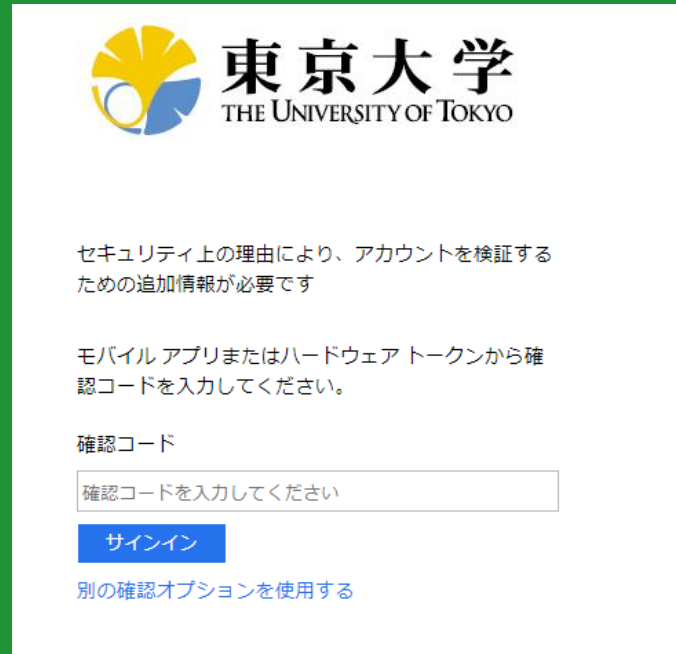 東京大学
THE UNIVERSITY OF TOKYO
セキュリティ上の理由により、アカウントを検証する
ための追加情報が必要です
モバイル アプリまたはハードウェア トークンから確
認コードを入力してください。
確認コード
確認コードを入力してください
サインイン
別の確認オプションを使用する